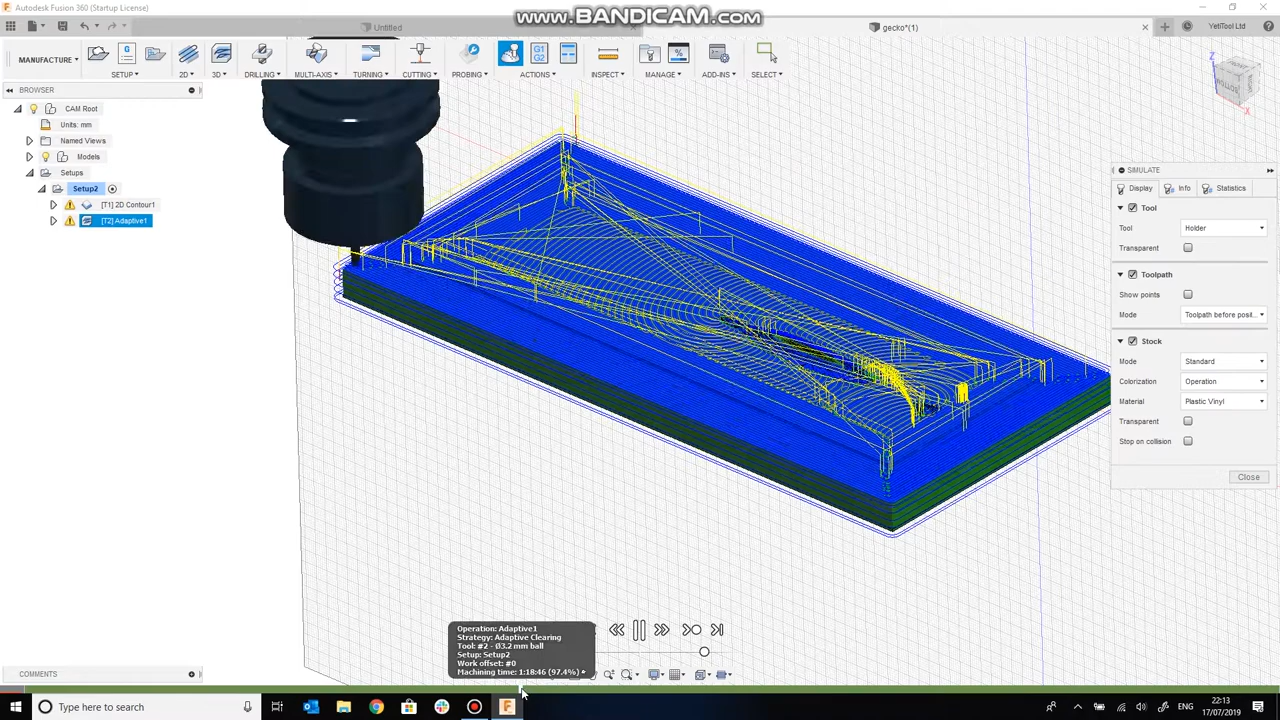 Autodesk Fusion 360 (Startup License)
www.BANDICAM.com
Untitled
gecko*(1)
YetiTool Ltd
MANUFACTURE
G
G1
G2
%
SETUP
2D
3D
DRILLING
MULTI-AXIS
TURNING
CUTTING
PROBING
ACTIONS
INSPECT
MANAGE
ADD-INS
SELECT
BROWSER
CAM Root
Units: mm
Named Views
Models
Setups
Setup2
[T1] 2D Contour1
[T2] Adaptive1
Z
X
SIMULATE
Display
Info
Statistics
Tool
Tool
Holder
Transparent
Toolpath
Show points
Mode
Toolpath before posit...
Stock
Mode
Standard
Colorization
Operation
Material
Plastic Vinyl
Transparent
Stop on collision
Close
Operation: Adaptive1
Strategy: Adaptive Clearing
Tool: #2 - Ø3.2 mm ball
Setup: Setup2
Work offset: #0
Machining time: 1:18:46 (97.4%)
COMMENTS
Type here to search
ENG
22:13
17/07/2019